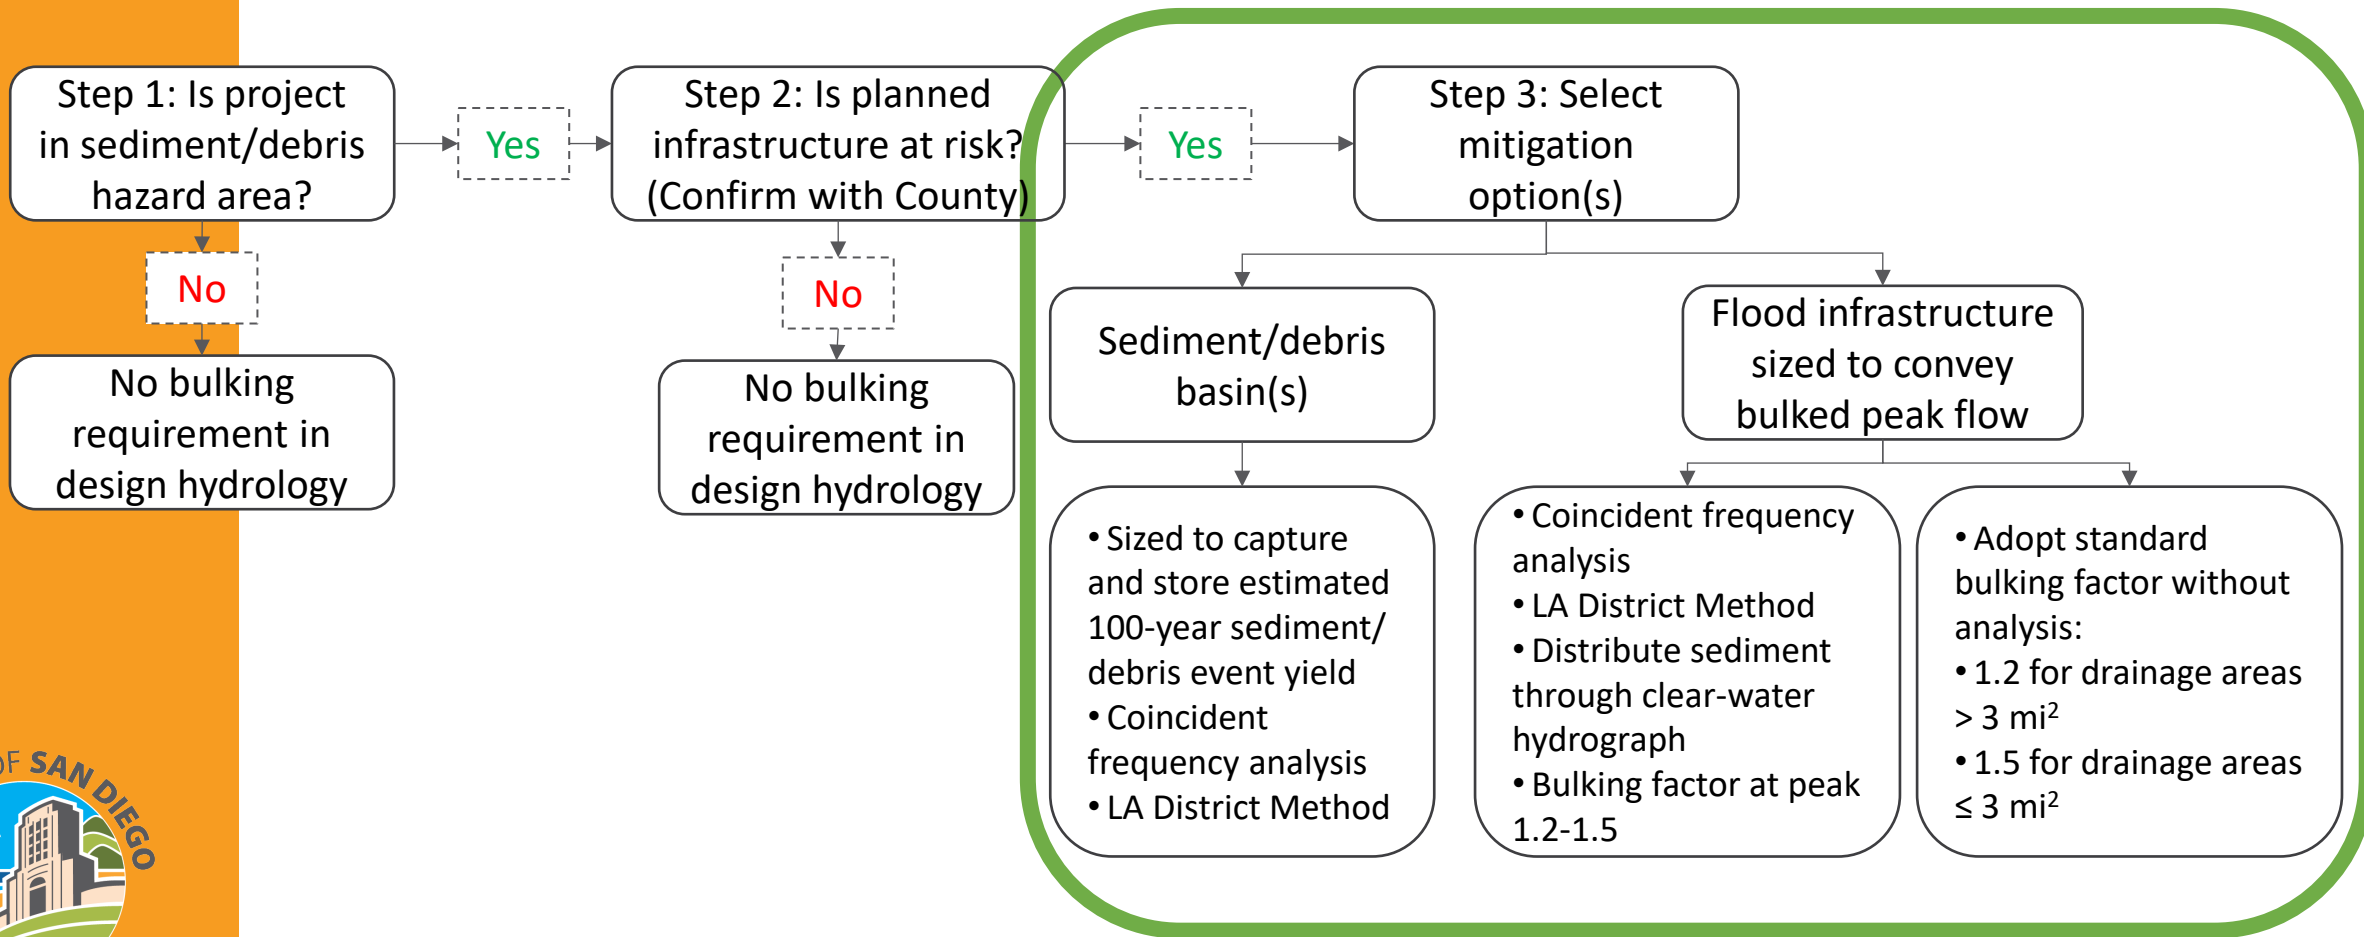 Step 1: Is project
in sediment/debris
hazard area?
Yes
Step 2: Is planned
infrastructure at risk?
(Confirm with County)
Yes
Step 3: Select
mitigation
option(s)
No
No bulking
requirement in
design hydrology
No
No bulking
requirement in
design hydrology
Sediment/debris
basin(s)
Flood infrastructure
sized to convey
bulked peak flow
• Sized to capture
and store estimated
100-year sediment/
debris event yield
• Coincident
frequency analysis
• LA District Method
• Coincident frequency
analysis
• LA District Method
• Distribute sediment
through clear-water
hydrograph
• Bulking factor at peak
1.2-1.5
• Adopt standard
bulking factor without
analysis:
• 1.2 for drainage areas
> 3 mi²
• 1.5 for drainage areas
≤ 3 mi²
OF SAN DIEGO